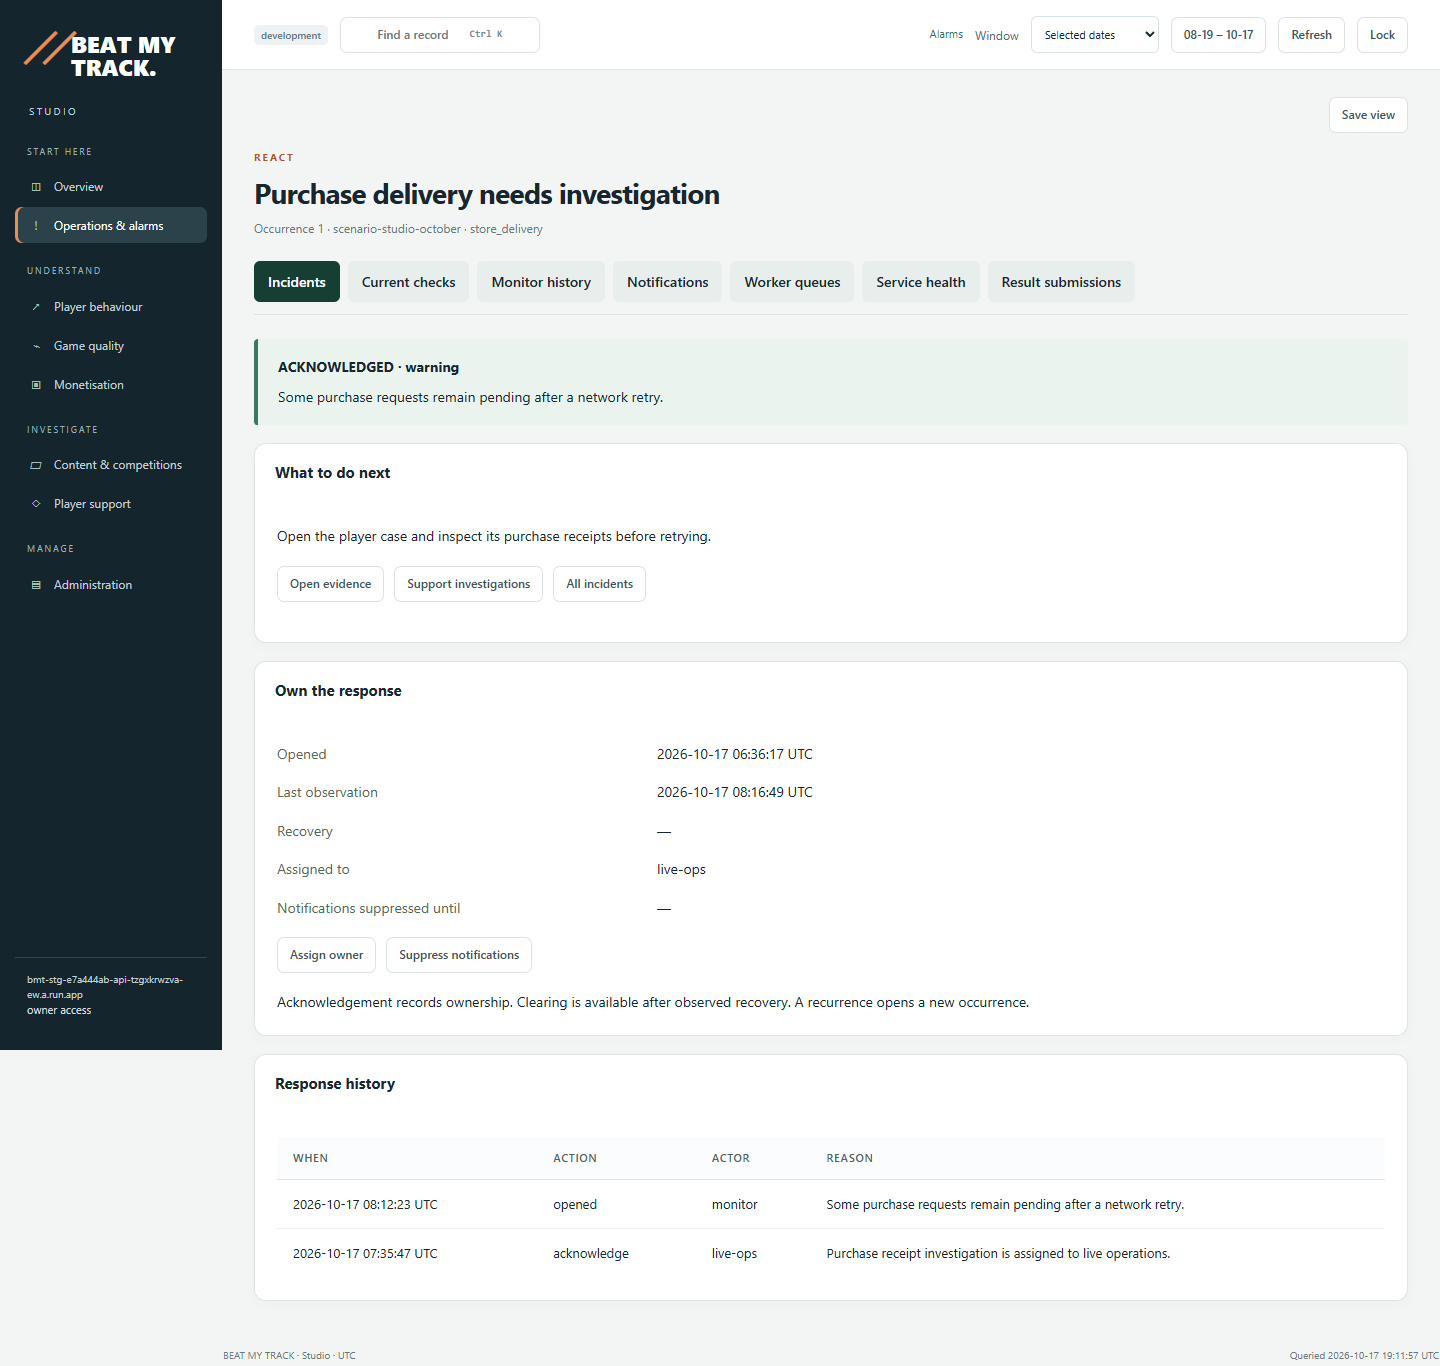 BEAT MY
TRACK.
STUDIO
START HERE
Overview
Operations & alarms
UNDERSTAND
Player behaviour
Game quality
Monetisation
INVESTIGATE
Content & competitions
Player support
MANAGE
Administration
bmt-stg-e7a444ab-api-tzgxkrwzva-
ew.a.run.app
owner access
development
Find a record Ctrl K
Alarms Window Selected dates 08-19 – 10-17 Refresh Lock
Save view
REACT
Purchase delivery needs investigation
Occurrence 1 · scenario-studio-october · store_delivery
Incidents Current checks Monitor history Notifications Worker queues Service health Result submissions
ACKNOWLEDGED · warning
Some purchase requests remain pending after a network retry.
What to do next
Open the player case and inspect its purchase receipts before retrying.
Open evidence Support investigations All incidents
Own the response
Opened 2026-10-17 06:36:17 UTC
Last observation 2026-10-17 08:16:49 UTC
Recovery —
Assigned to live-ops
Notifications suppressed until —
Assign owner Suppress notifications
Acknowledgement records ownership. Clearing is available after observed recovery. A recurrence opens a new occurrence.
Response history
WHEN ACTION ACTOR REASON
2026-10-17 08:12:23 UTC opened monitor Some purchase requests remain pending after a network retry.
2026-10-17 07:35:47 UTC acknowledge live-ops Purchase receipt investigation is assigned to live operations.
BEAT MY TRACK · Studio · UTC
Queried 2026-10-17 19:11:57 UTC